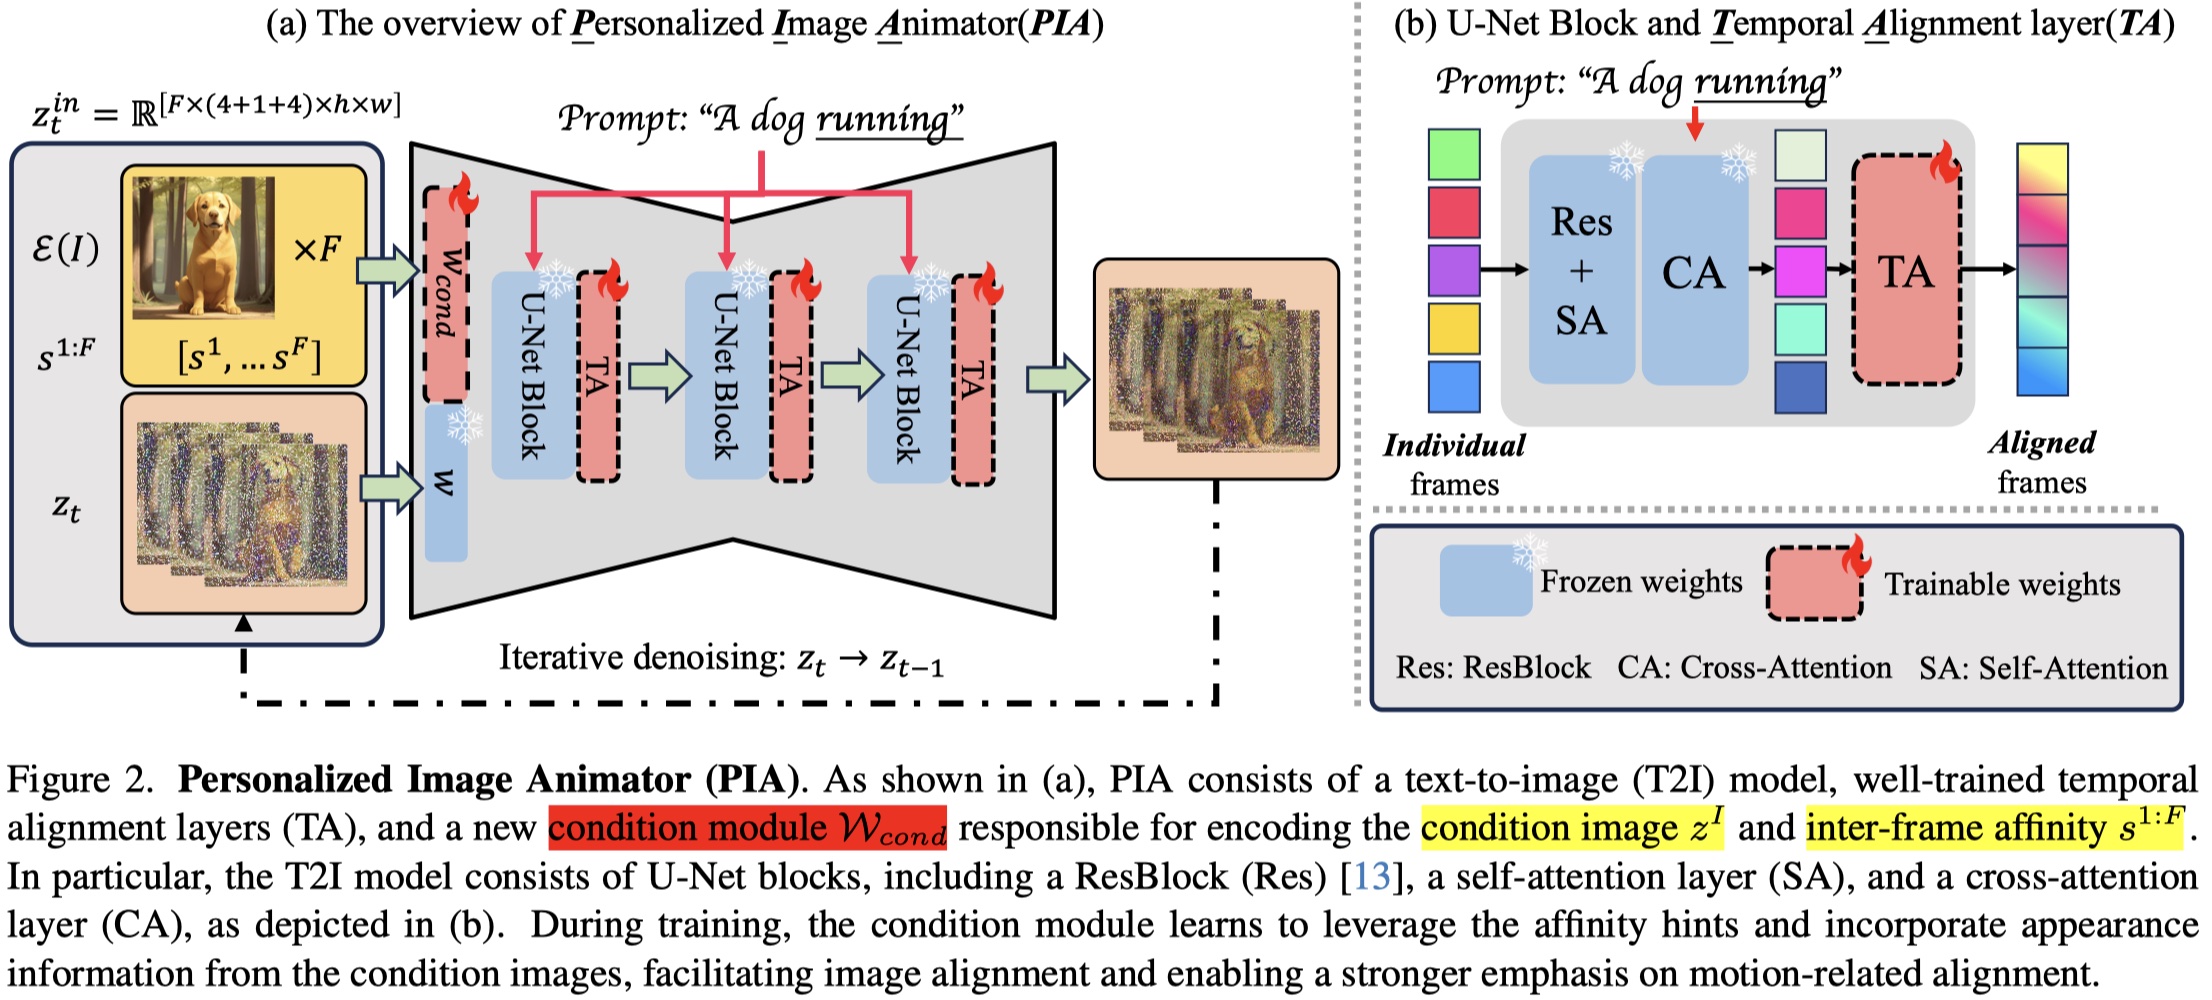 (a) The overview of Personalized Image Animator(PIA)
z_t^{in} = ℝ^{[F×(4+1+4)×h×w]}
Prompt: “A dog running”
ℰ(I)
×F
s^{1:F}
[s^1, ... s^F]
z_t
W_{cond}
W
U-Net Block
TA
U-Net Block
TA
U-Net Block
TA
Iterative denoising: z_t → z_{t−1}
(b) U-Net Block and Temporal Alignment layer(TA)
Prompt: “A dog running”
Res
+
SA
CA
TA
Individual
frames
Aligned
frames
Frozen weights
Trainable weights
Res: ResBlock CA: Cross-Attention SA: Self-Attention
Figure 2. Personalized Image Animator (PIA). As shown in (a), PIA consists of a text-to-image (T2I) model, well-trained temporal
alignment layers (TA), and a new condition module 𝒲_{cond} responsible for encoding the condition image z^I and inter-frame affinity s^{1:F}.
In particular, the T2I model consists of U-Net blocks, including a ResBlock (Res) [13], a self-attention layer (SA), and a cross-attention
layer (CA), as depicted in (b). During training, the condition module learns to leverage the affinity hints and incorporate appearance
information from the condition images, facilitating image alignment and enabling a stronger emphasis on motion-related alignment.